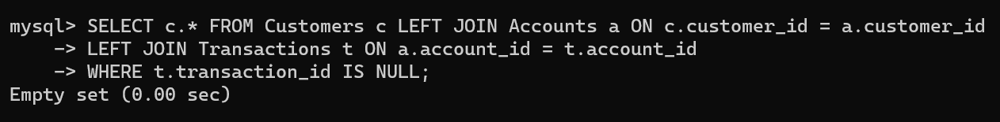 mysql> SELECT c.* FROM Customers c LEFT JOIN Accounts a ON c.customer_id = a.customer_id
    -> LEFT JOIN Transactions t ON a.account_id = t.account_id
    -> WHERE t.transaction_id IS NULL;
Empty set (0.00 sec)